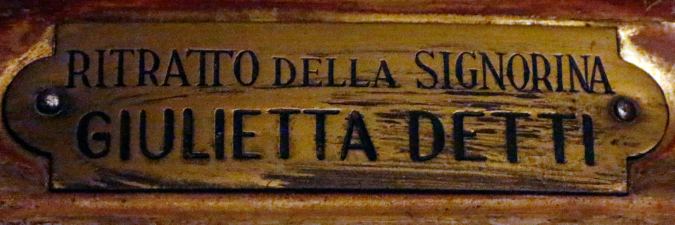 RITRATTO DELLA SIGNORINA
GIULIETTA DETTI